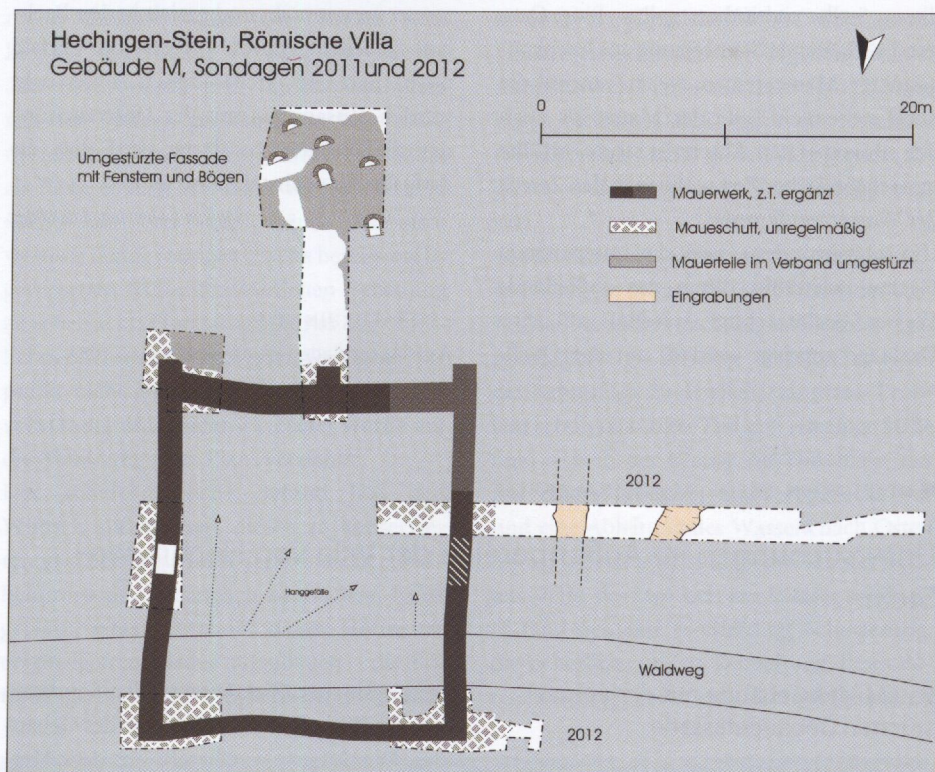 Hechingen-Stein, Römische Villa
Gebäude M, Sondagen 2011und 2012
0
20m
Umgestürzte Fassade
mit Fenstern und Bögen
Mauerwerk, z.T. ergänzt
Maueschutt, unregelmäßig
Mauerteile im Verband umgestürzt
Eingrabungen
2012
Hanggefälle
Waldweg
2012